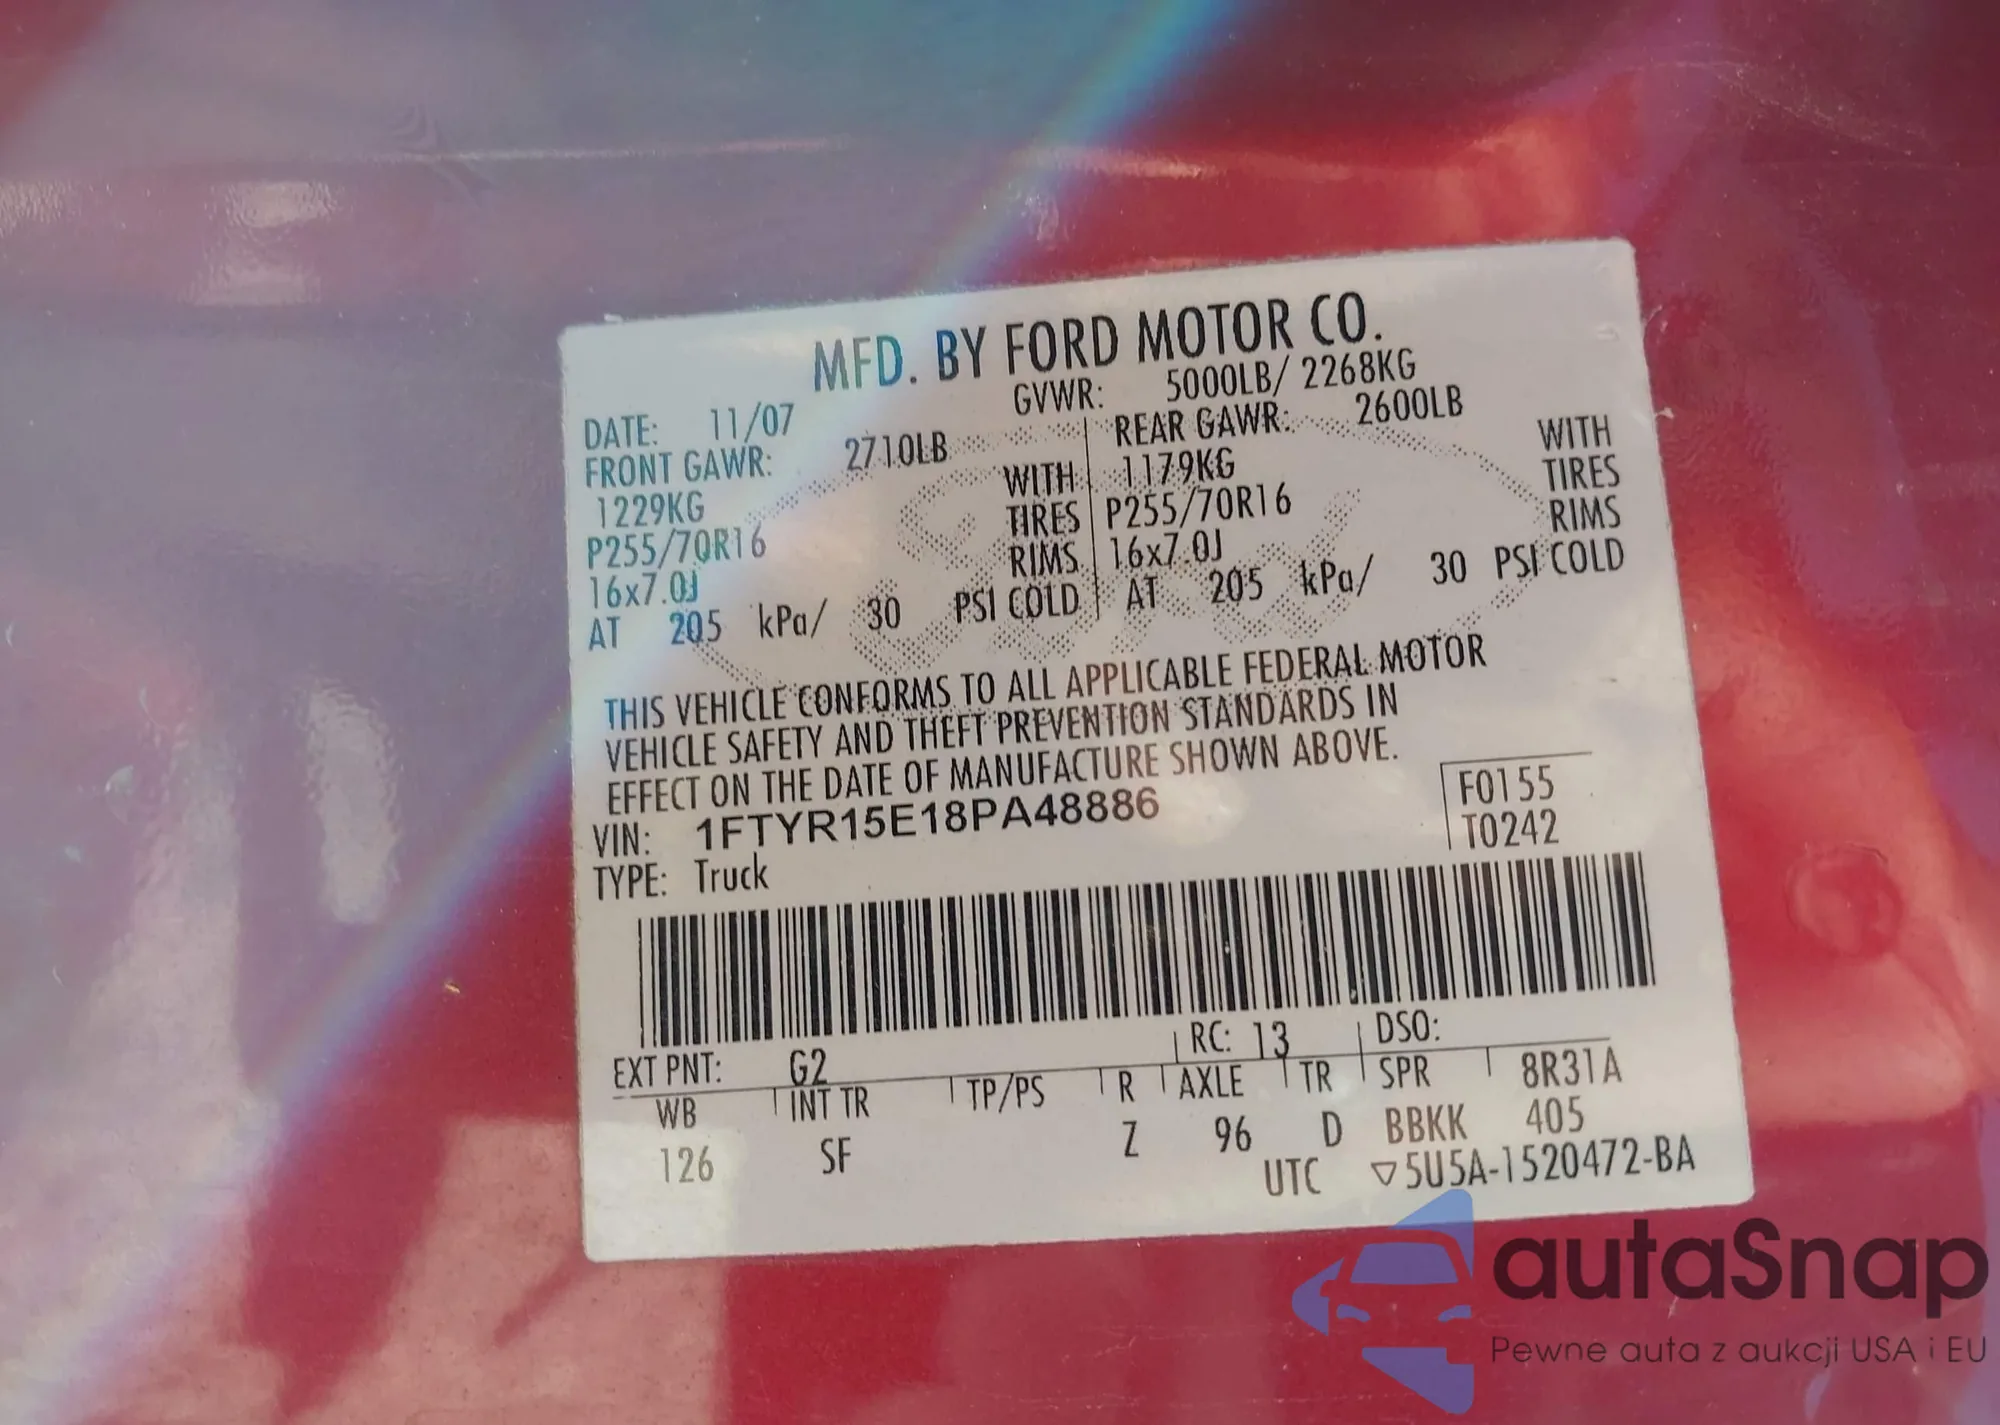 MFD. BY FORD MOTOR CO.
DATE: 11/07 GVWR: 5000LB/ 2268KG
FRONT GAWR: 2710LB REAR GAWR: 2600LB
1229KG WITH 1179KG WITH
P255/70R16 TIRES P255/70R16 TIRES
16x7.0J RIMS 16x7.0J RIMS
AT 205 kPa/ 30 PSI COLD AT 205 kPa/ 30 PSI COLD
THIS VEHICLE CONFORMS TO ALL APPLICABLE FEDERAL MOTOR
VEHICLE SAFETY AND THEFT PREVENTION STANDARDS IN
EFFECT ON THE DATE OF MANUFACTURE SHOWN ABOVE.
VIN: 1FTYR15E18PA48886
F0155
TYPE: Truck
T0242
EXT PNT: G2 RC: 13 DSO:
WB INT TR TP/PS R AXLE TR SPR 8R31A
126 SF Z 96 D BBKK 405
UTC ▽5U5A-1520472-BA
autaSnap
Pewne auta z aukcji USA i EU